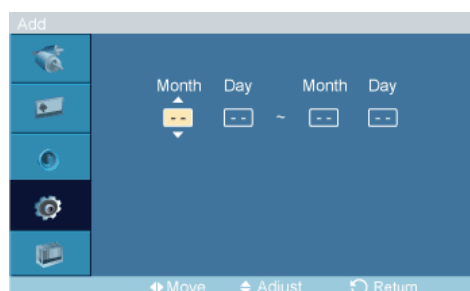 Add
Month Day Month Day
-- -- ~ -- --
Move Adjust Return